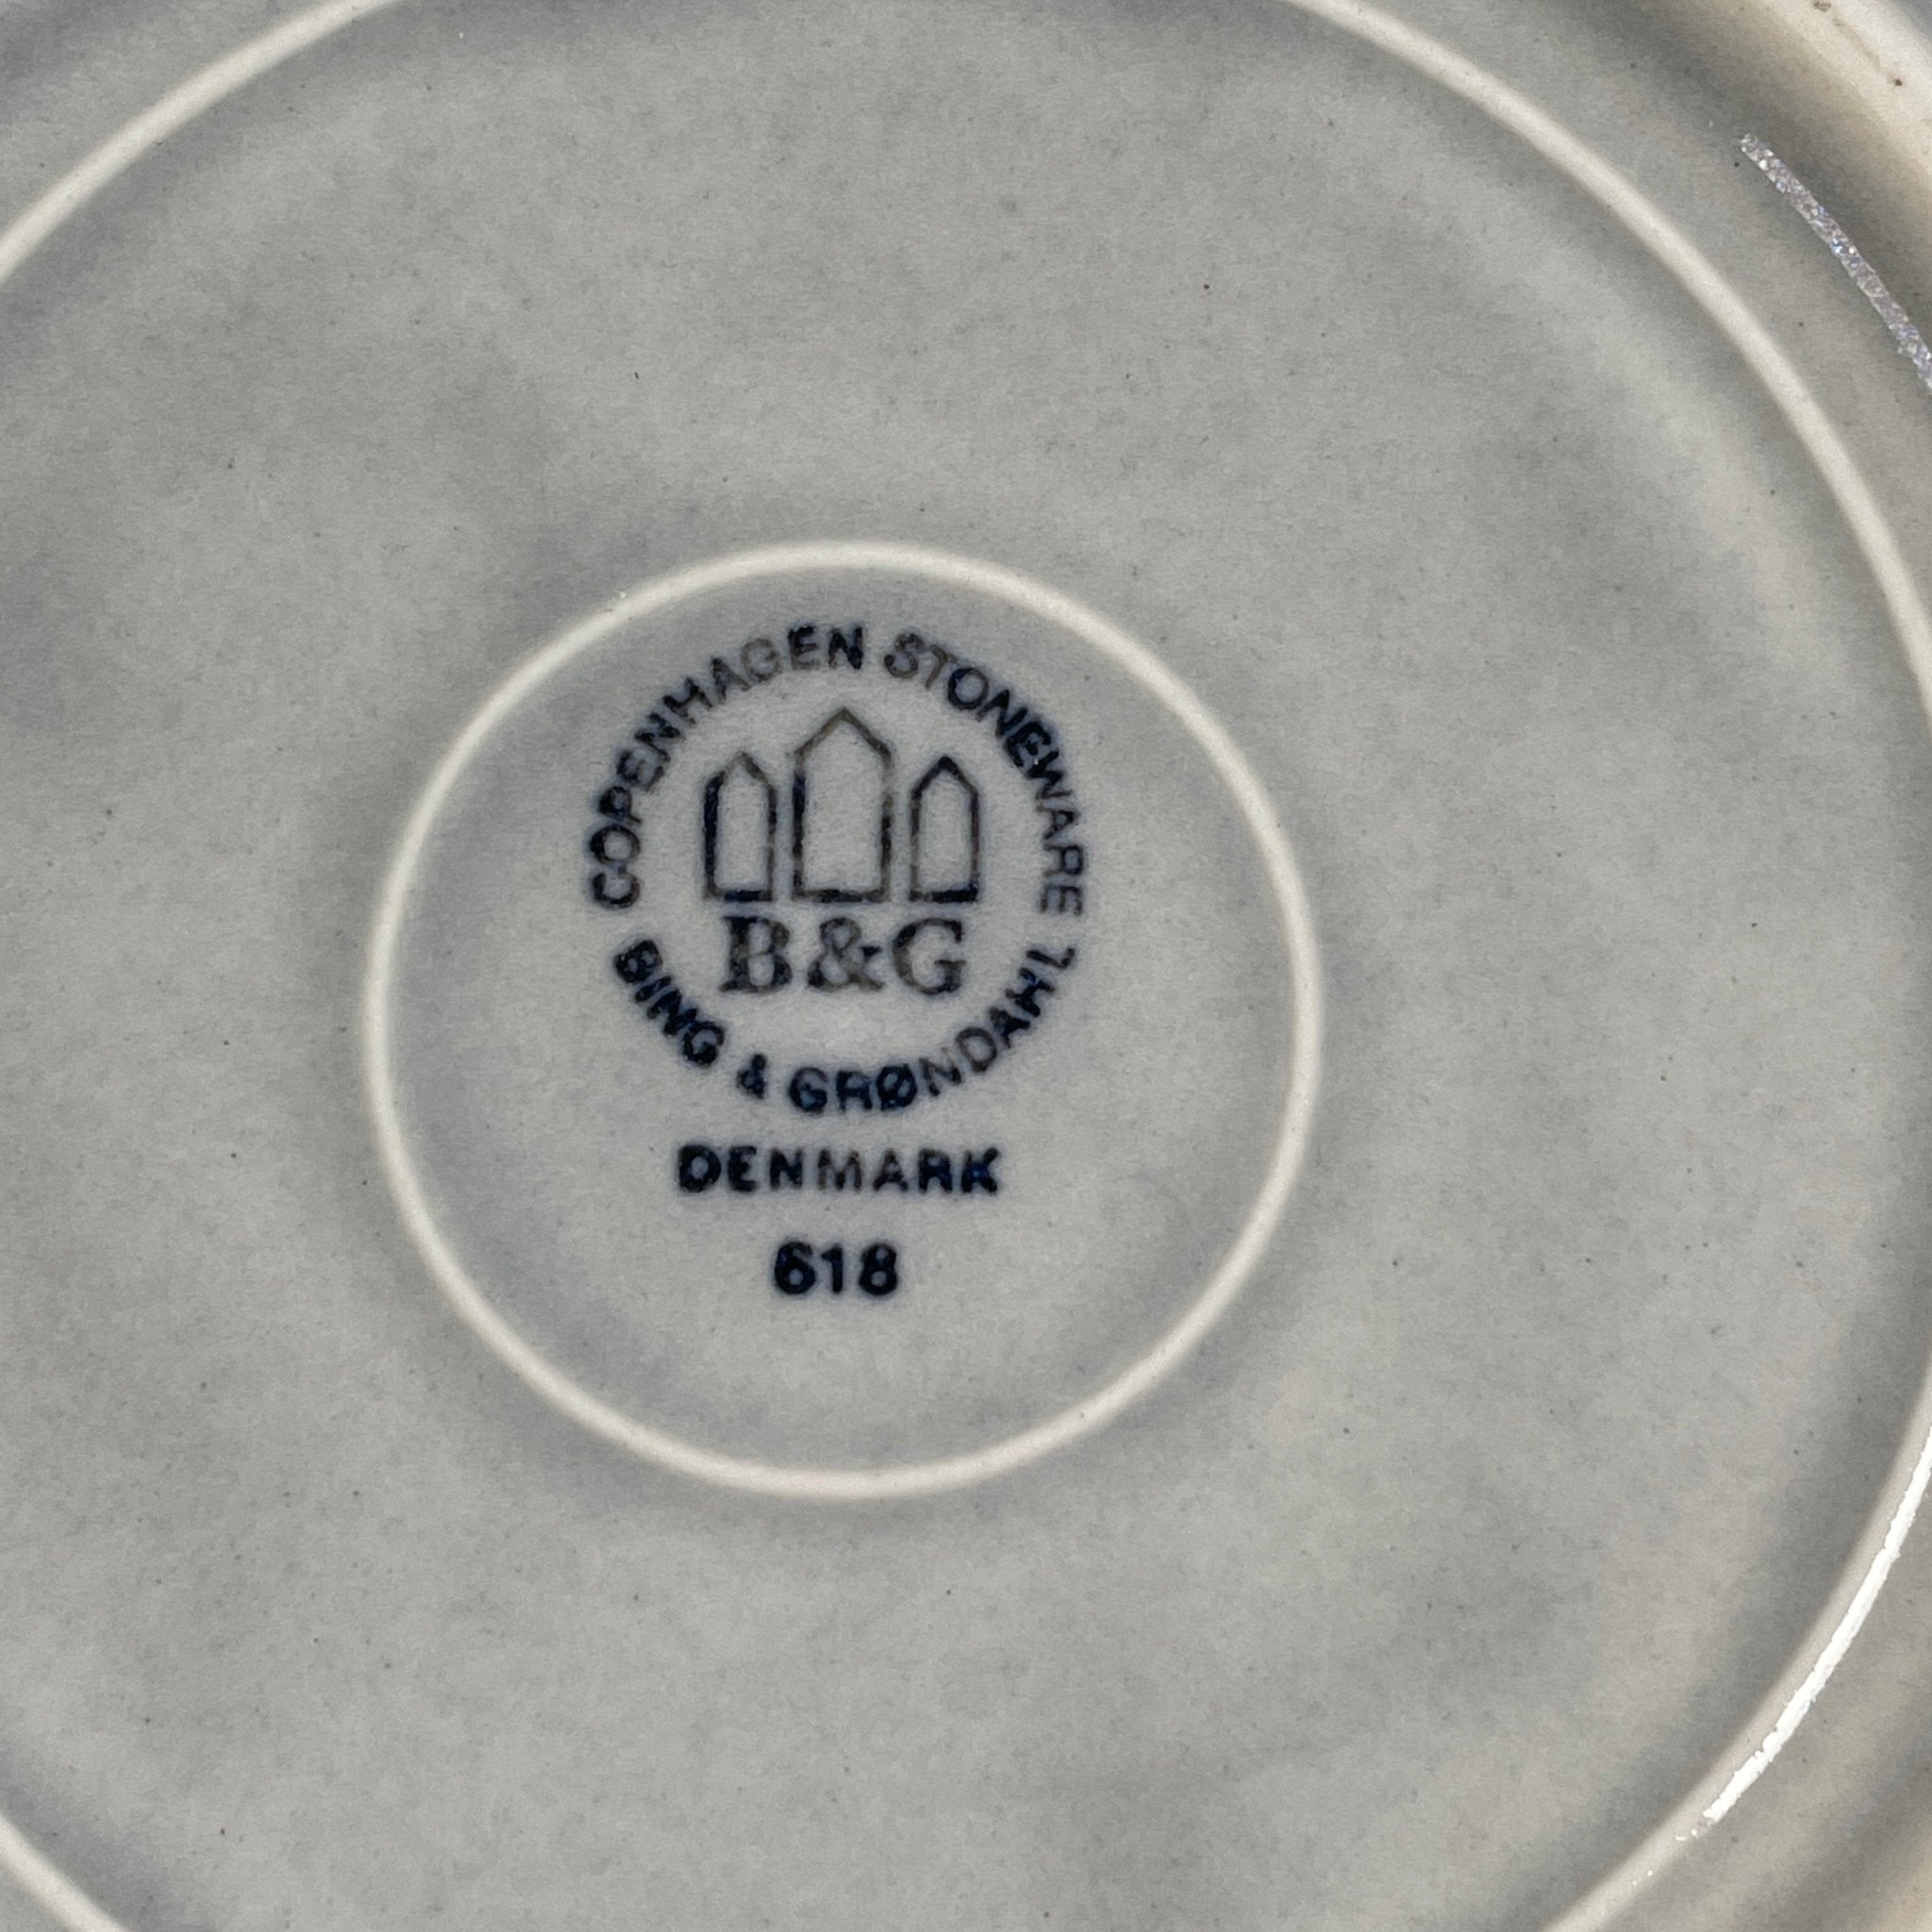 COPENHAGEN STONEWARE
B&G
BING & GRØNDAHL
DENMARK
618